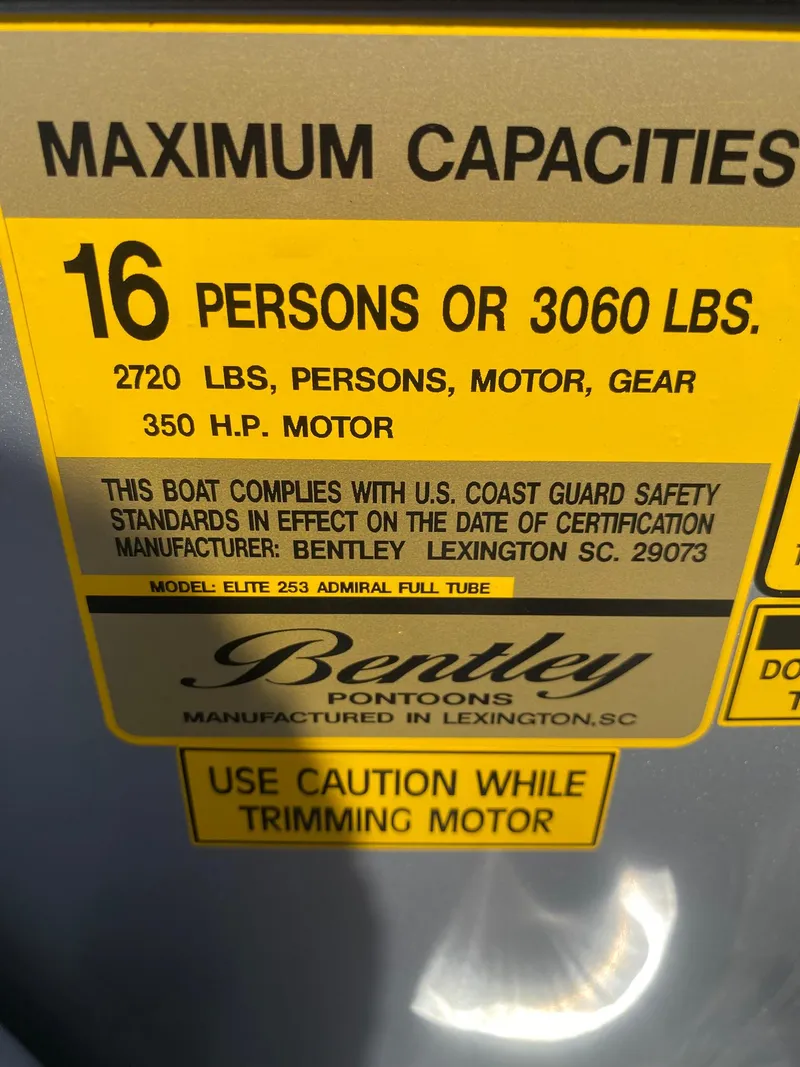 MAXIMUM CAPACITIES
16 PERSONS OR 3060 LBS.
2720 LBS, PERSONS, MOTOR, GEAR
350 H.P. MOTOR
THIS BOAT COMPLIES WITH U.S. COAST GUARD SAFETY
STANDARDS IN EFFECT ON THE DATE OF CERTIFICATION
MANUFACTURER: BENTLEY LEXINGTON SC. 29073
MODEL: ELITE 253 ADMIRAL FULL TUBE
Bentley
PONTOONS
MANUFACTURED IN LEXINGTON,SC
USE CAUTION WHILE
TRIMMING MOTOR
DO